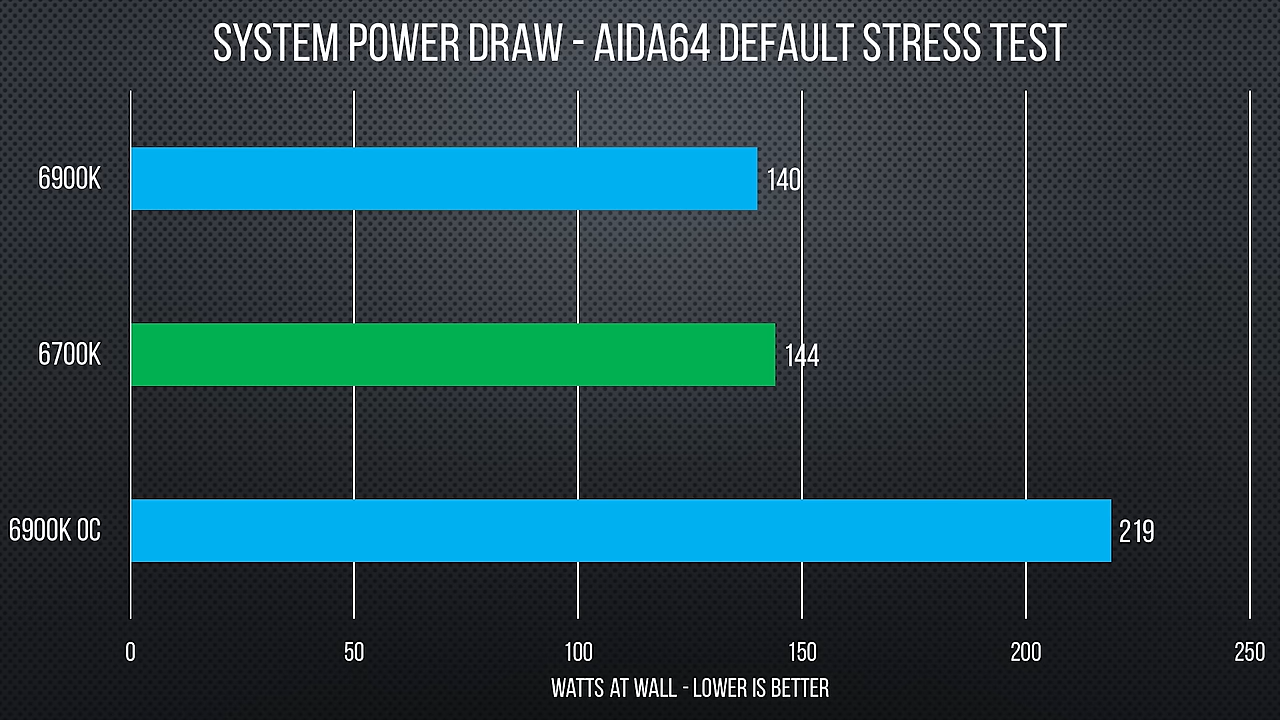 SYSTEM POWER DRAW - AIDA64 DEFAULT STRESS TEST
6900K
140
6700K
144
6900K OC
219
0 50 100 150 200 250
WATTS AT WALL - LOWER IS BETTER